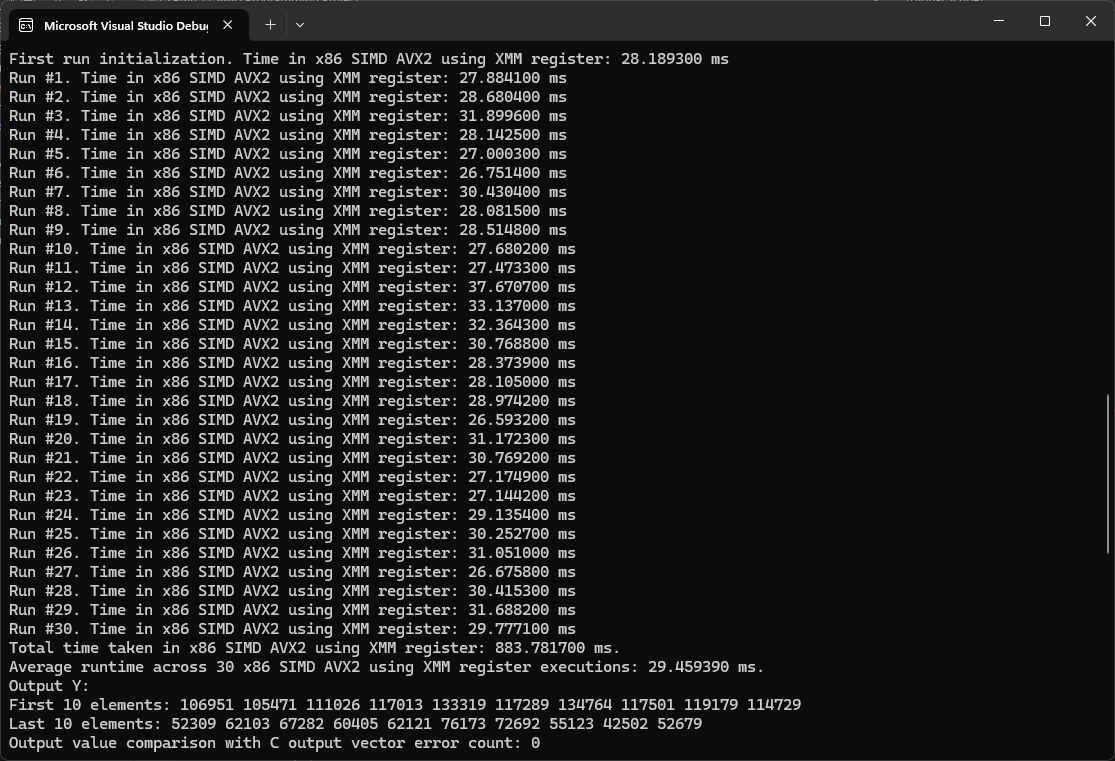 Microsoft Visual Studio Debug
First run initialization. Time in x86 SIMD AVX2 using XMM register: 28.189300 ms
Run #1. Time in x86 SIMD AVX2 using XMM register: 27.884100 ms
Run #2. Time in x86 SIMD AVX2 using XMM register: 28.680400 ms
Run #3. Time in x86 SIMD AVX2 using XMM register: 31.899600 ms
Run #4. Time in x86 SIMD AVX2 using XMM register: 28.142500 ms
Run #5. Time in x86 SIMD AVX2 using XMM register: 27.000300 ms
Run #6. Time in x86 SIMD AVX2 using XMM register: 26.751400 ms
Run #7. Time in x86 SIMD AVX2 using XMM register: 30.430400 ms
Run #8. Time in x86 SIMD AVX2 using XMM register: 28.081500 ms
Run #9. Time in x86 SIMD AVX2 using XMM register: 28.514800 ms
Run #10. Time in x86 SIMD AVX2 using XMM register: 27.680200 ms
Run #11. Time in x86 SIMD AVX2 using XMM register: 27.473300 ms
Run #12. Time in x86 SIMD AVX2 using XMM register: 37.670700 ms
Run #13. Time in x86 SIMD AVX2 using XMM register: 33.137000 ms
Run #14. Time in x86 SIMD AVX2 using XMM register: 32.364300 ms
Run #15. Time in x86 SIMD AVX2 using XMM register: 30.768800 ms
Run #16. Time in x86 SIMD AVX2 using XMM register: 28.373900 ms
Run #17. Time in x86 SIMD AVX2 using XMM register: 28.105000 ms
Run #18. Time in x86 SIMD AVX2 using XMM register: 28.974200 ms
Run #19. Time in x86 SIMD AVX2 using XMM register: 26.593200 ms
Run #20. Time in x86 SIMD AVX2 using XMM register: 31.172300 ms
Run #21. Time in x86 SIMD AVX2 using XMM register: 30.769200 ms
Run #22. Time in x86 SIMD AVX2 using XMM register: 27.174900 ms
Run #23. Time in x86 SIMD AVX2 using XMM register: 27.144200 ms
Run #24. Time in x86 SIMD AVX2 using XMM register: 29.135400 ms
Run #25. Time in x86 SIMD AVX2 using XMM register: 30.252700 ms
Run #26. Time in x86 SIMD AVX2 using XMM register: 31.051000 ms
Run #27. Time in x86 SIMD AVX2 using XMM register: 26.675800 ms
Run #28. Time in x86 SIMD AVX2 using XMM register: 30.415300 ms
Run #29. Time in x86 SIMD AVX2 using XMM register: 31.688200 ms
Run #30. Time in x86 SIMD AVX2 using XMM register: 29.777100 ms
Total time taken in x86 SIMD AVX2 using XMM register: 883.781700 ms.
Average runtime across 30 x86 SIMD AVX2 using XMM register executions: 29.459390 ms.
Output Y:
First 10 elements: 106951 105471 111026 117013 133319 117289 134764 117501 119179 114729
Last 10 elements: 52309 62103 67282 60405 62121 76173 72692 55123 42502 52679
Output value comparison with C output vector error count: 0